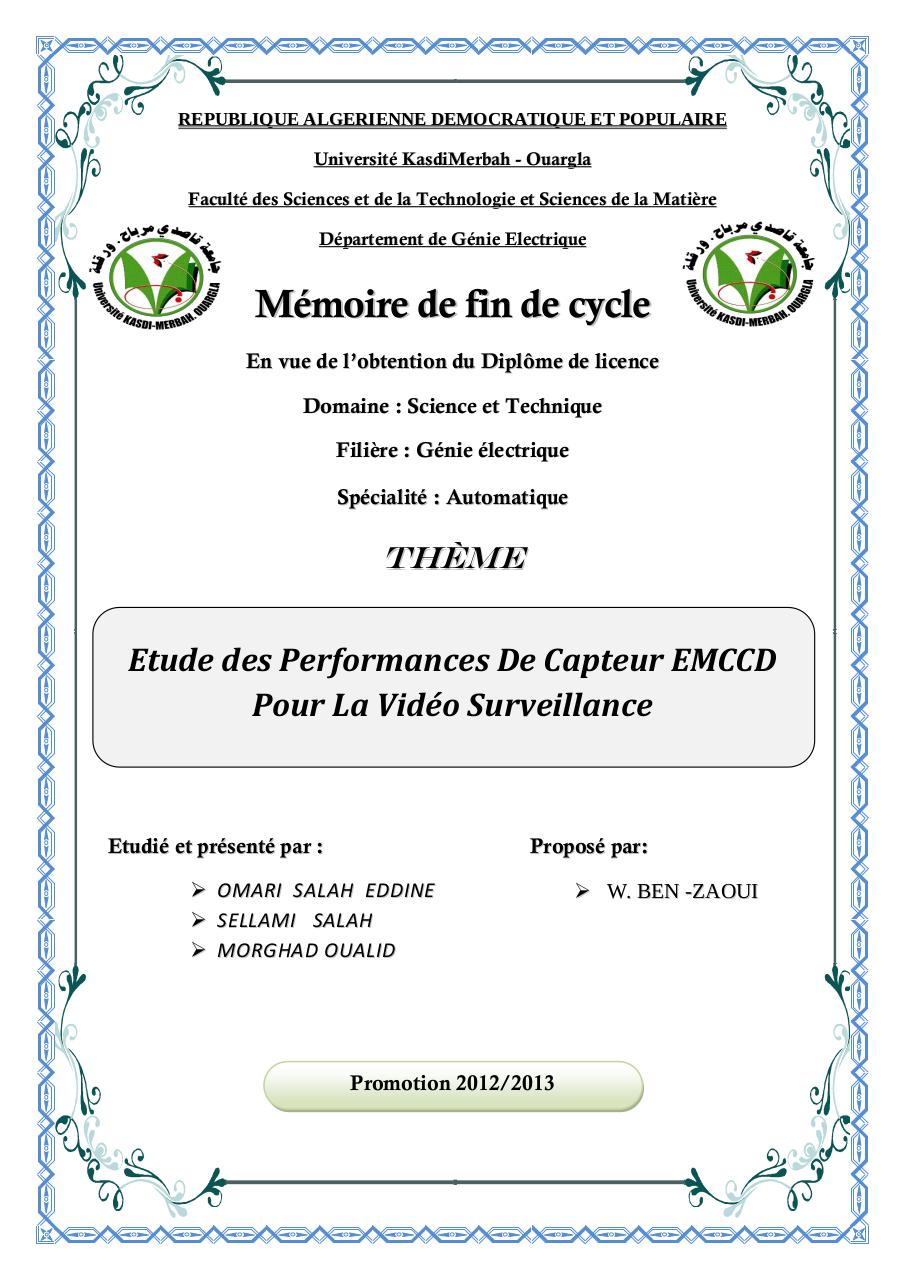 REPUBLIQUE ALGERIENNE DEMOCRATIQUE ET POPULAIRE
Université KasdiMerbah - Ouargla
Faculté des Sciences et de la Technologie et Sciences de la Matière
Département de Génie Electrique
جامعة قاصدي مرباح. ورقلة
Université KASDI-MERBAH. OUARGLA
جامعة قاصدي مرباح. ورقلة
Université KASDI-MERBAH. OUARGLA
Mémoire de fin de cycle
En vue de l’obtention du Diplôme de licence
Domaine : Science et Technique
Filière : Génie électrique
Spécialité : Automatique
THÈME
Etude des Performances De Capteur EMCCD
Pour La Vidéo Surveillance
Etudié et présenté par :
➢ OMARI SALAH EDDINE
➢ SELLAMI SALAH
➢ MORGHAD OUALID
Proposé par:
➢ W. BEN -ZAOUI
Promotion 2012/2013